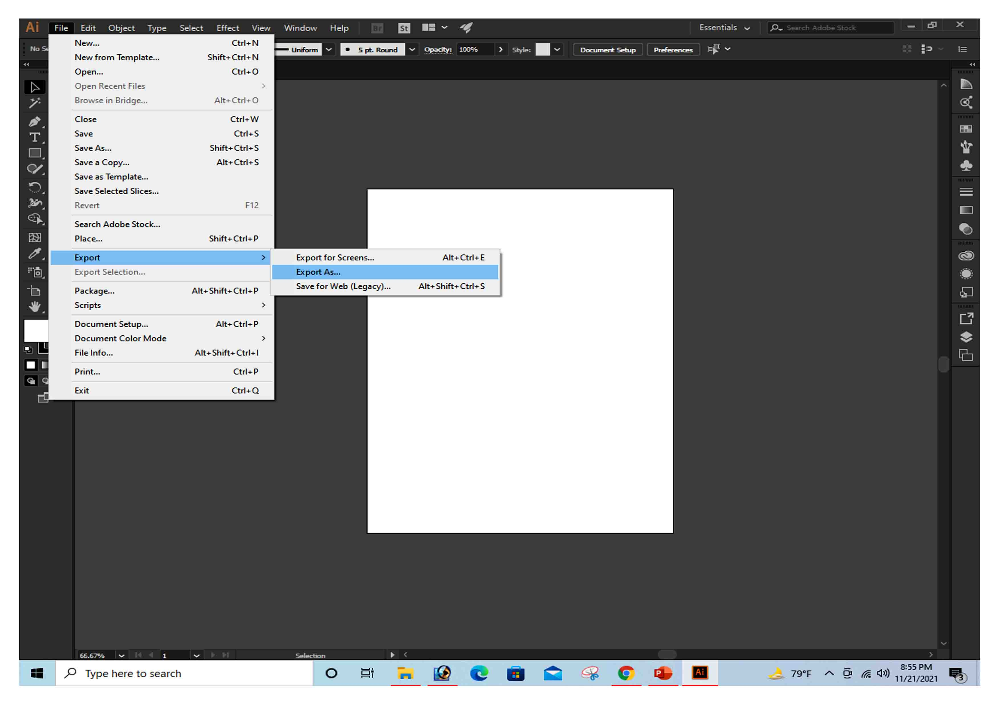 Ai File Edit Object Type Select Effect View Window Help Br St Essentials Search Adobe Stock
No Se Uniform 5 pt. Round Opacity: 100% Style: Document Setup Preferences
New... Ctrl+N
New from Template... Shift+Ctrl+N
Open... Ctrl+O
Open Recent Files
Browse in Bridge... Alt+Ctrl+O
Close Ctrl+W
Save Ctrl+S
Save As... Shift+Ctrl+S
Save a Copy... Alt+Ctrl+S
Save as Template...
Save Selected Slices...
Revert F12
Search Adobe Stock...
Place... Shift+Ctrl+P
Export
Export for Screens... Alt+Ctrl+E
Export As...
Save for Web (Legacy)... Alt+Shift+Ctrl+S
Export Selection...
Package... Alt+Shift+Ctrl+P
Scripts
Document Setup... Alt+Ctrl+P
Document Color Mode
File Info... Alt+Shift+Ctrl+I
Print... Ctrl+P
Exit Ctrl+Q
66.67% 1 Selection
Type here to search Ai 79°F 8:55 PM
11/21/2021 3